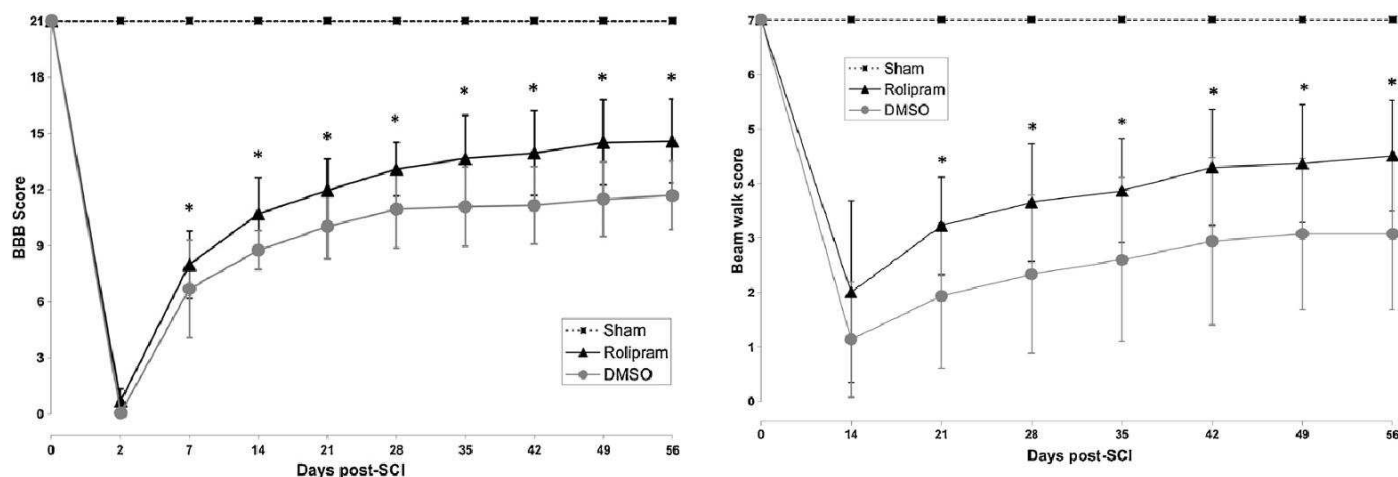 21
18
15
12
9
6
3
0
BBB Score
* * * * * * * *
Sham
Rolipram
DMSO
0 2 7 14 21 28 35 42 49 56
Days post-SCI
7
6
5
4
3
2
1
0
Beam walk score
Sham
Rolipram
DMSO
* * * * * *
0 14 21 28 35 42 49 56
Days post-SCI